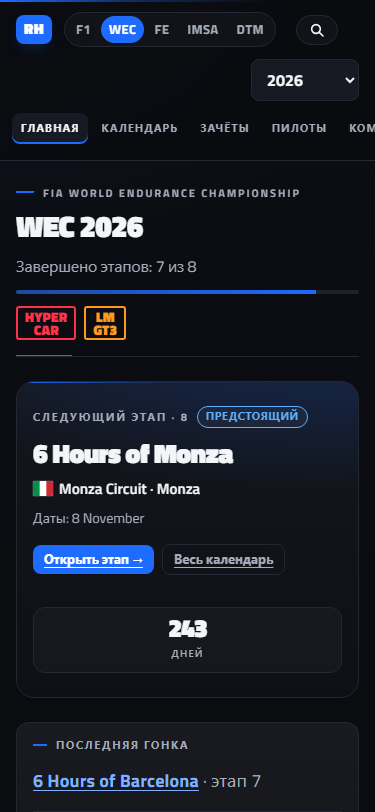 RH F1 WEC FE IMSA DTM
2026
ГЛАВНАЯ КАЛЕНДАРЬ ЗАЧЁТЫ ПИЛОТЫ КОМ
FIA WORLD ENDURANCE CHAMPIONSHIP
WEC 2026
Завершено этапов: 7 из 8
HYPER
CAR
LM
GT3
СЛЕДУЮЩИЙ ЭТАП · 8 ПРЕДСТОЯЩИЙ
6 Hours of Monza
Monza Circuit · Monza
Даты: 8 November
Открыть этап → Весь календарь
243
ДНЕЙ
ПОСЛЕДНЯЯ ГОНКА
6 Hours of Barcelona · этап 7